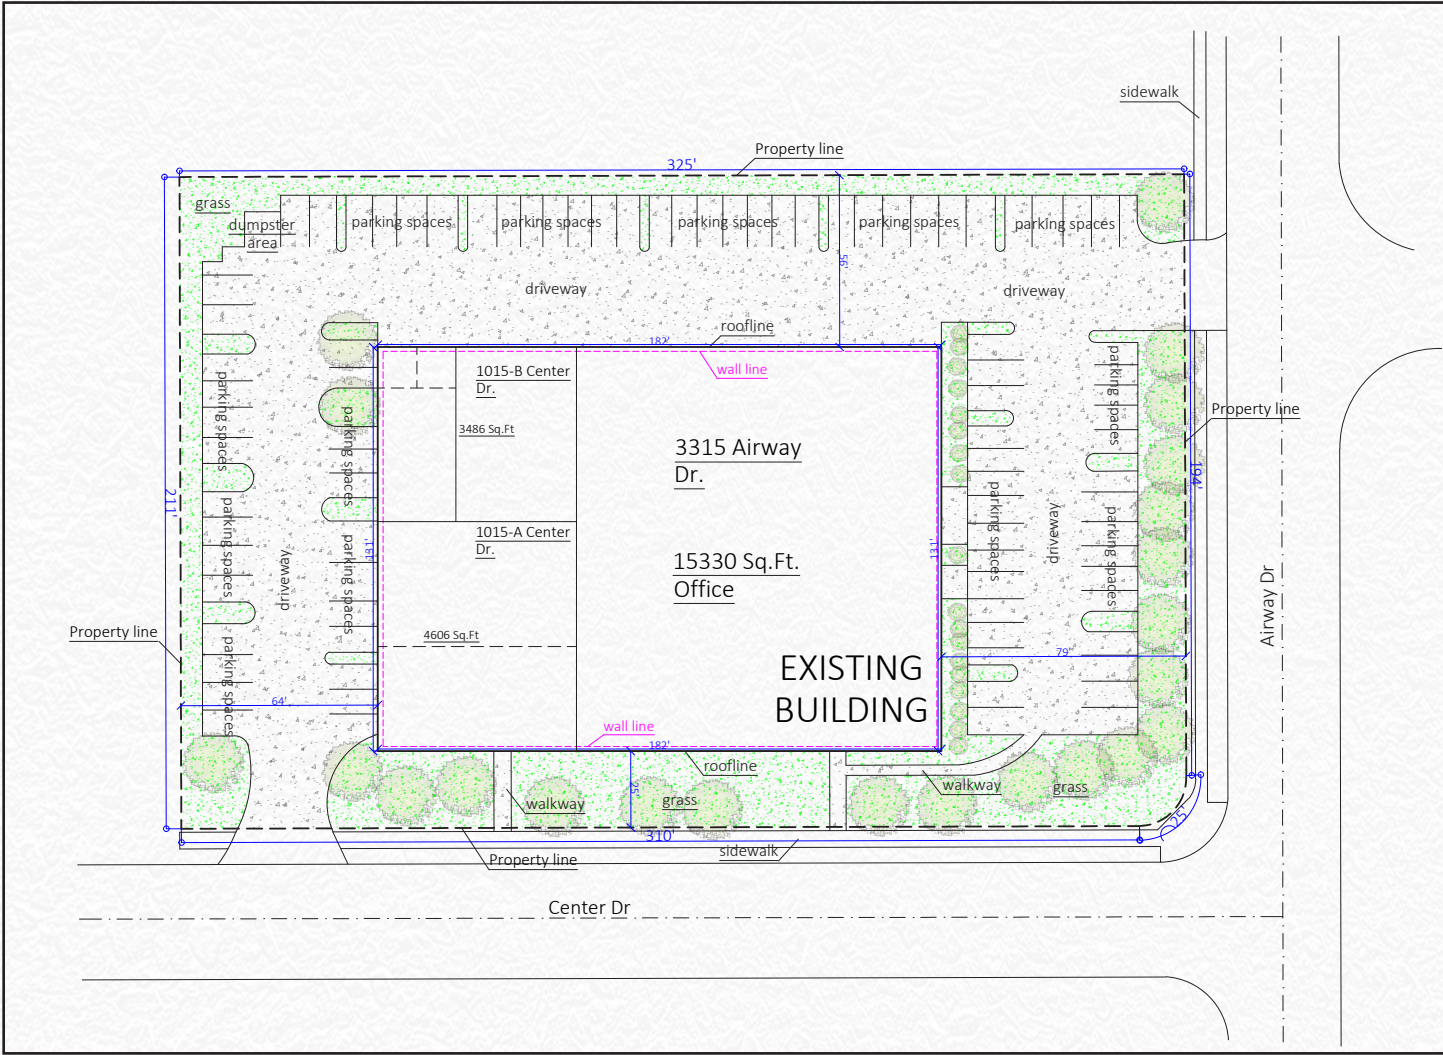 sidewalk
Property line
325'
grass
dumpster
area
parking spaces
parking spaces
parking spaces
parking spaces
parking spaces
driveway
driveway
roofline
182'
wall line
1015-B Center
Dr.
3486 Sq.Ft
3315 Airway
Dr.
15330 Sq.Ft.
Office
1015-A Center
Dr.
4606 Sq.Ft
EXISTING
BUILDING
parking spaces
parking spaces
parking spaces
parking spaces
parking spaces
driveway
211'
131'
131'
parking spaces
driveway
parking spaces
parking spaces
Property line
194'
Airway Dr
Property line
64'
79'
wall line
182'
roofline
25'
walkway
grass
walkway
grass
25'
310'
sidewalk
Property line
Center Dr